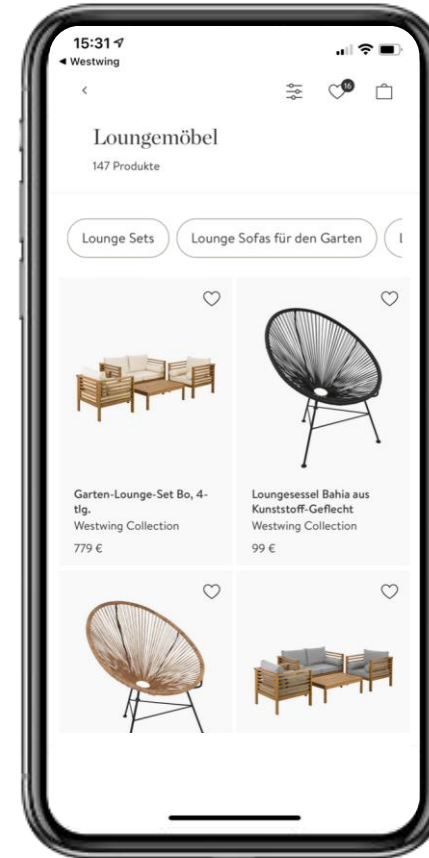 15:31
◀ Westwing
16
Loungemöbel
147 Produkte
Lounge Sets
Lounge Sofas für den Garten
L
Garten-Lounge-Set Bo, 4-
tlg.
Westwing Collection
779 €
Loungesessel Bahia aus
Kunststoff-Geflecht
Westwing Collection
99 €